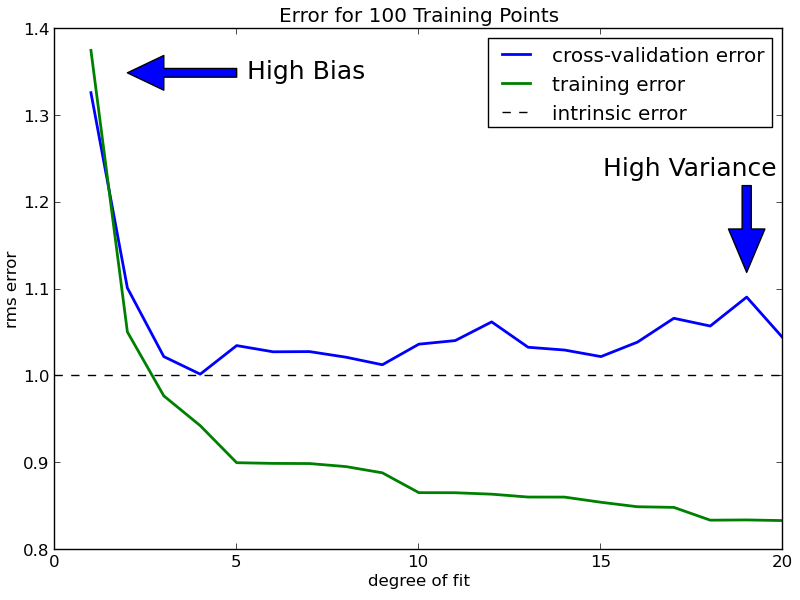 Error for 100 Training Points
1.4
1.3
1.2
1.1
1.0
0.9
0.8
rms error
High Bias
cross-validation error
training error
intrinsic error
High Variance
0
5
10
15
20
degree of fit